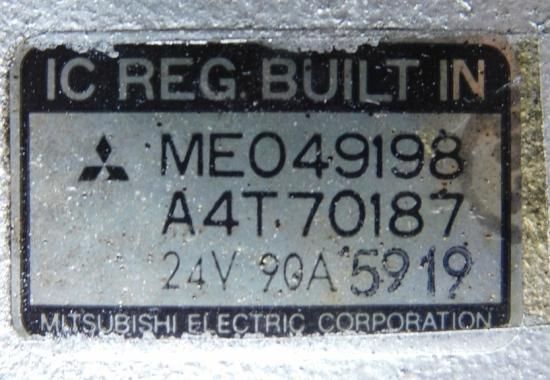 IC REG. BUILT IN
ME049198
A4T70187
24V 90A 5919
MITSUBISHI ELECTRIC CORPORATION